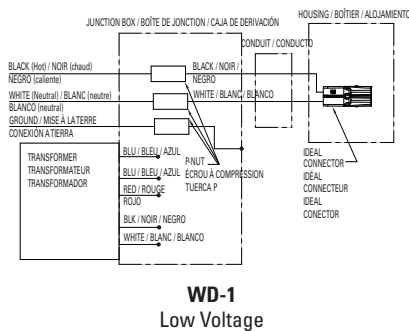 JUNCTION BOX / BOÎTE DE JONCTION / CAJA DE DERIVACIÓN
HOUSING / BOÎTIER / ALOJAMIENTO
CONDUIT / CONDUCTO
BLACK (Hot) / NOIR (chaud)
NEGRO (caliente)
BLACK / NOIR /
NEGRO
WHITE (Neutral) / BLANC (neutre)
BLANCO (neutral)
WHITE / BLANC / BLANCO
GROUND / MISE À LA TERRE
CONEXIÓN A TIERRA
TRANSFORMER
TRANSFORMATEUR
TRANSFORMADOR
BLU / BLEU / AZUL
BLU / BLEU / AZUL
RED / ROUGE
ROJO
BLK / NOIR / NEGRO
WHITE / BLANC / BLANCO
P-NUT
ÉCROU À COMPRESSION
TUERCA P
IDEAL
CONNECTOR
IDÉAL
CONNECTEUR
IDEAL
CONECTOR
WD-1
Low Voltage